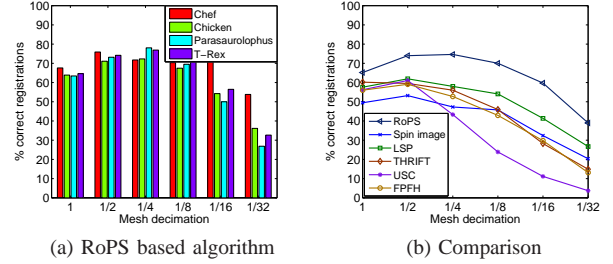 % correct registrations
100
90
80
70
60
50
40
30
20
10
0
Chef
Chicken
Parasaurolophus
T−Rex
1 1/2 1/4 1/8 1/16 1/32
Mesh decimation
(a) RoPS based algorithm
% correct registrations
100
90
80
70
60
50
40
30
20
10
0
RoPS
Spin image
LSP
THRIFT
USC
FPFH
1 1/2 1/4 1/8 1/16 1/32
Mesh decimation
(b) Comparison